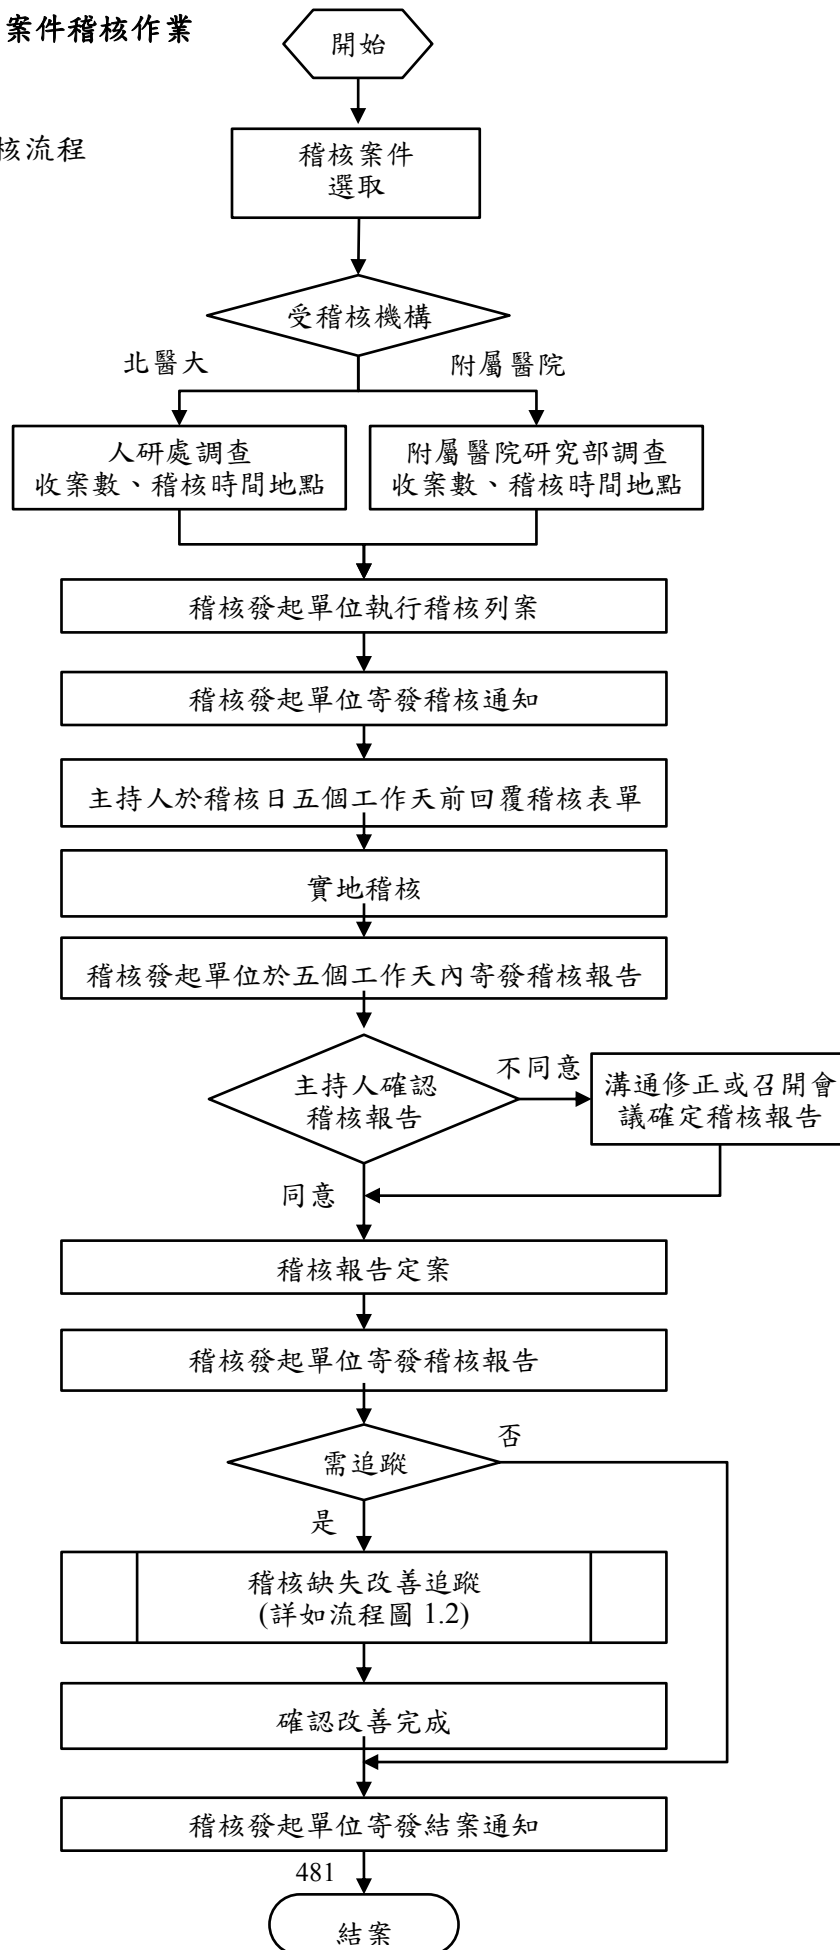 案件稽核作業
開始
核流程
稽核案件
選取
受稽核機構
北醫大
附屬醫院
人研處調查
收案數、稽核時間地點
附屬醫院研究部調查
收案數、稽核時間地點
稽核發起單位執行稽核列案
稽核發起單位寄發稽核通知
主持人於稽核日五個工作天前回覆稽核表單
實地稽核
稽核發起單位於五個工作天內寄發稽核報告
主持人確認
稽核報告
不同意
溝通修正或召開會
議確定稽核報告
同意
稽核報告定案
稽核發起單位寄發稽核報告
需追蹤
否
是
稽核缺失改善追蹤
(詳如流程圖 1.2)
確認改善完成
稽核發起單位寄發結案通知
481
結案